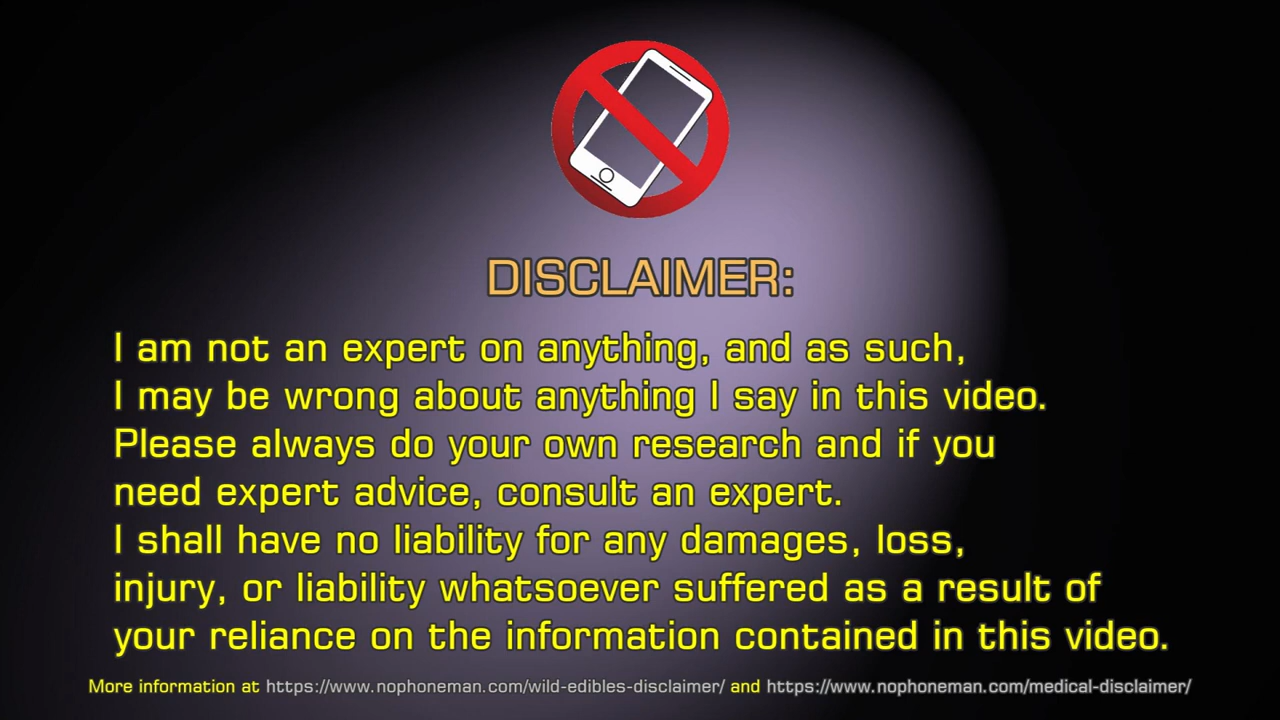 DISCLAIMER:
I am not an expert on anything, and as such,
I may be wrong about anything I say in this video.
Please always do your own research and if you
need expert advice, consult an expert.
I shall have no liability for any damages, loss,
injury, or liability whatsoever suffered as a result of
your reliance on the information contained in this video.
More information at https://www.nophoneman.com/wild-edibles-disclaimer/ and https://www.nophoneman.com/medical-disclaimer/